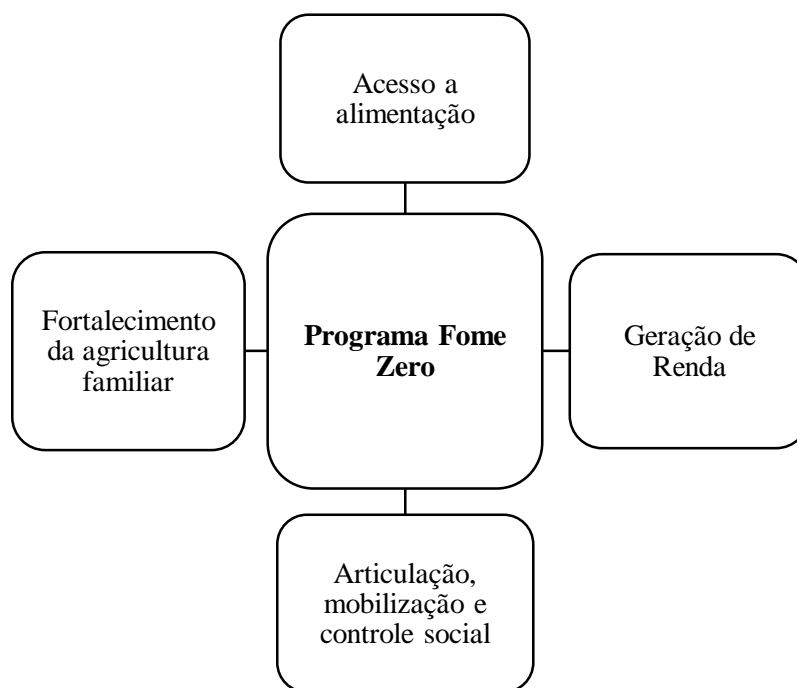 Acesso a
alimentação
Fortalecimento
da agricultura
familiar
Programa Fome
Zero
Geração de
Renda
Articulação,
mobilização e
controle social